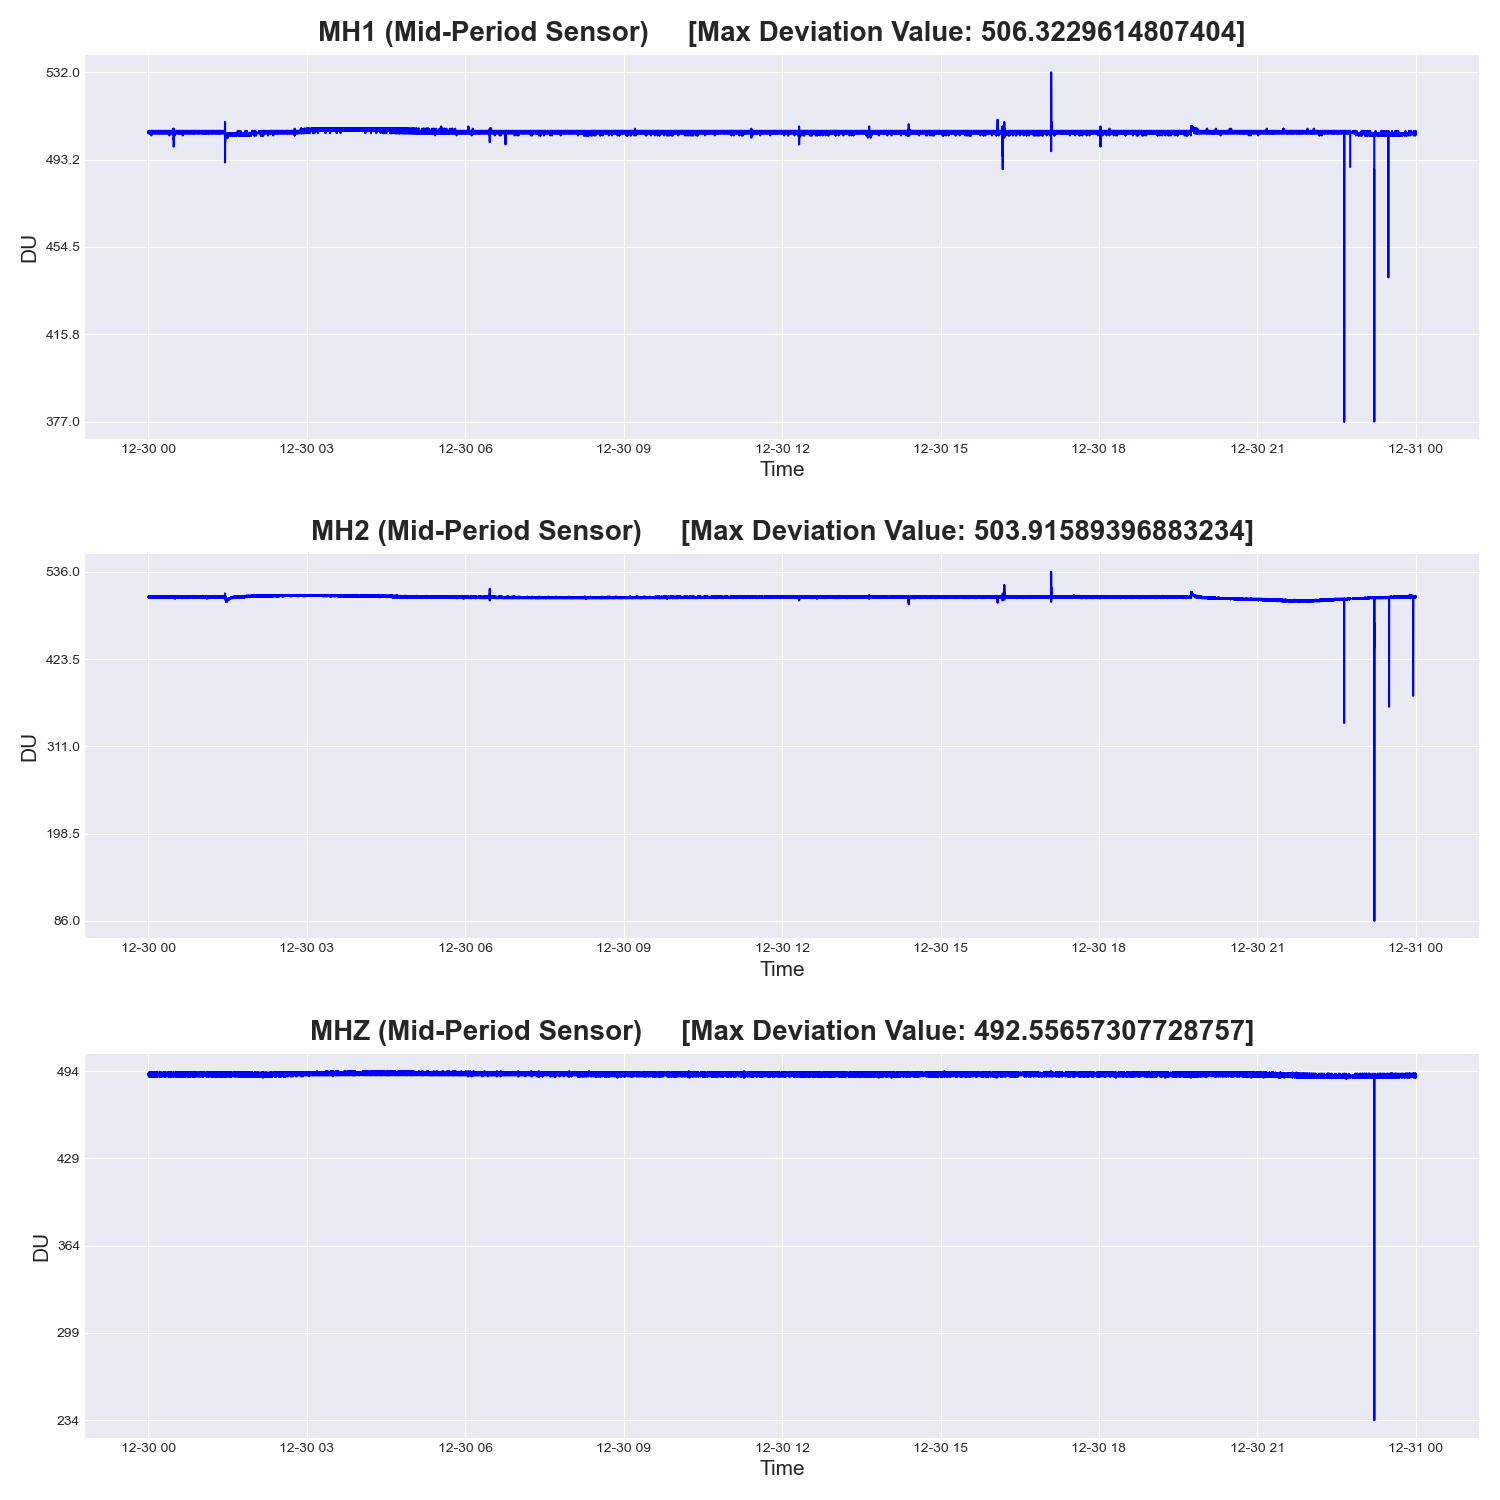 MH1 (Mid-Period Sensor)     [Max Deviation Value: 506.3229614807404]
532.0
493.2
454.5
415.8
377.0
DU
12-30 00 12-30 03 12-30 06 12-30 09 12-30 12 12-30 15 12-30 18 12-30 21 12-31 00
Time
MH2 (Mid-Period Sensor)     [Max Deviation Value: 503.91589396883234]
536.0
423.5
311.0
198.5
86.0
DU
12-30 00 12-30 03 12-30 06 12-30 09 12-30 12 12-30 15 12-30 18 12-30 21 12-31 00
Time
MHZ (Mid-Period Sensor)     [Max Deviation Value: 492.55657307728757]
494
429
364
299
234
DU
12-30 00 12-30 03 12-30 06 12-30 09 12-30 12 12-30 15 12-30 18 12-30 21 12-31 00
Time